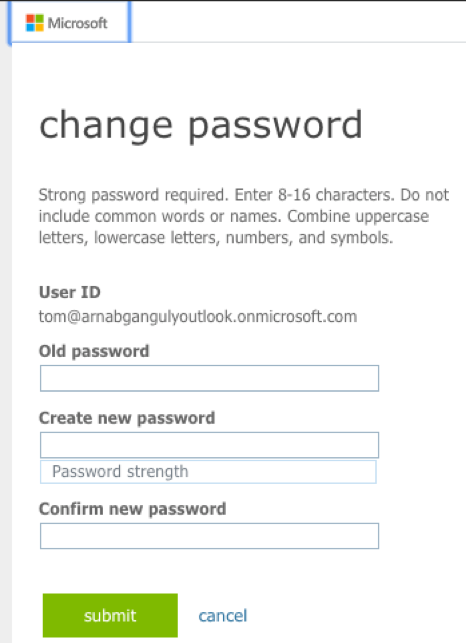 Microsoft
change password
Strong password required. Enter 8-16 characters. Do not
include common words or names. Combine uppercase
letters, lowercase letters, numbers, and symbols.
User ID
tom@arnabgangulyoutlook.onmicrosoft.com
Old password
Create new password
Password strength
Confirm new password
submit cancel